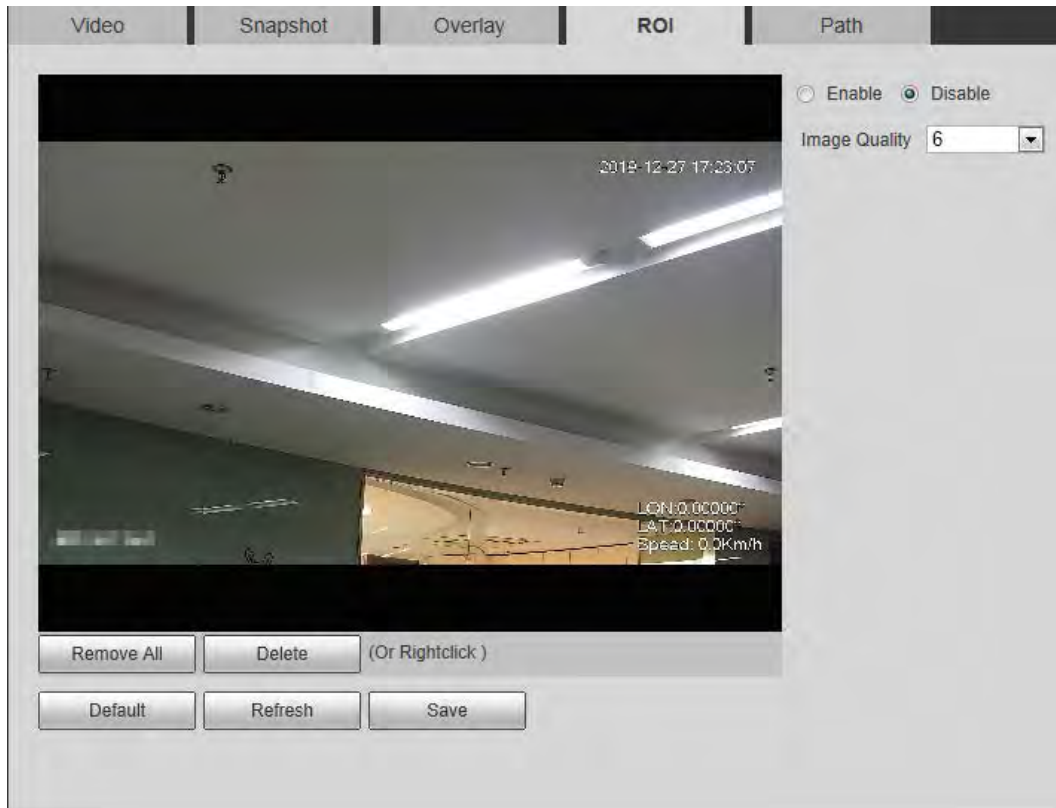 Video Snapshot Overlay ROI Path
Enable Disable
Image Quality 6
2019-12-27 17:23:07
LON:0.00000°
LAT:0.00000°
Speed: 0.0Km/h
Remove All Delete (Or Rightclick )
Default Refresh Save